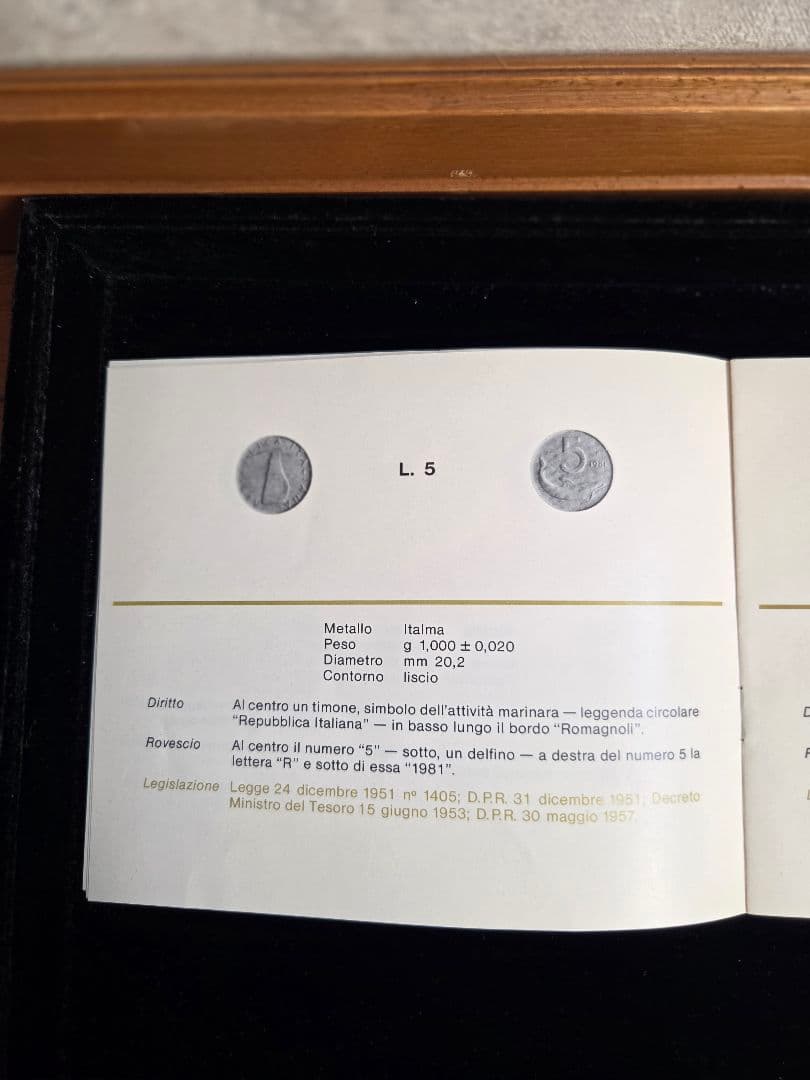 L. 5
1981
Metallo Italma
Peso g 1,000 ± 0,020
Diametro mm 20,2
Contorno liscio
Diritto Al centro un timone, simbolo dell'attività marinara — leggenda circolare
"Repubblica Italiana" — in basso lungo il bordo "Romagnoli".
Rovescio Al centro il numero "5" — sotto, un delfino — a destra del numero 5 la
lettera "R" e sotto di essa "1981".
Legislazione Legge 24 dicembre 1951 nº 1405; D.P.R. 31 dicembre 1951; Decreto
Ministro del Tesoro 15 giugno 1953; D.P.R. 30 maggio 1957.